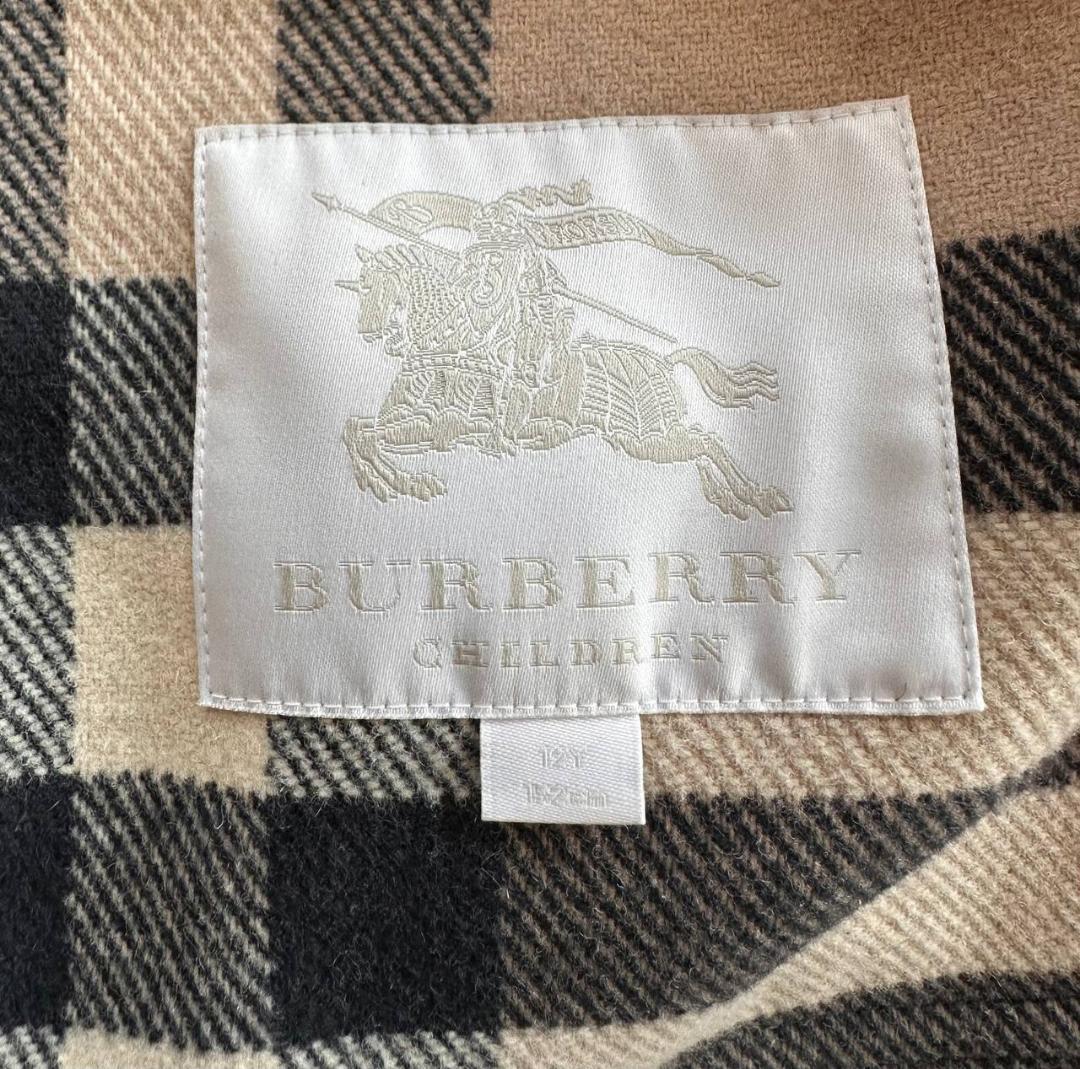 PRORSUM
BURBERRY
CHILDREN
12Y
152cm